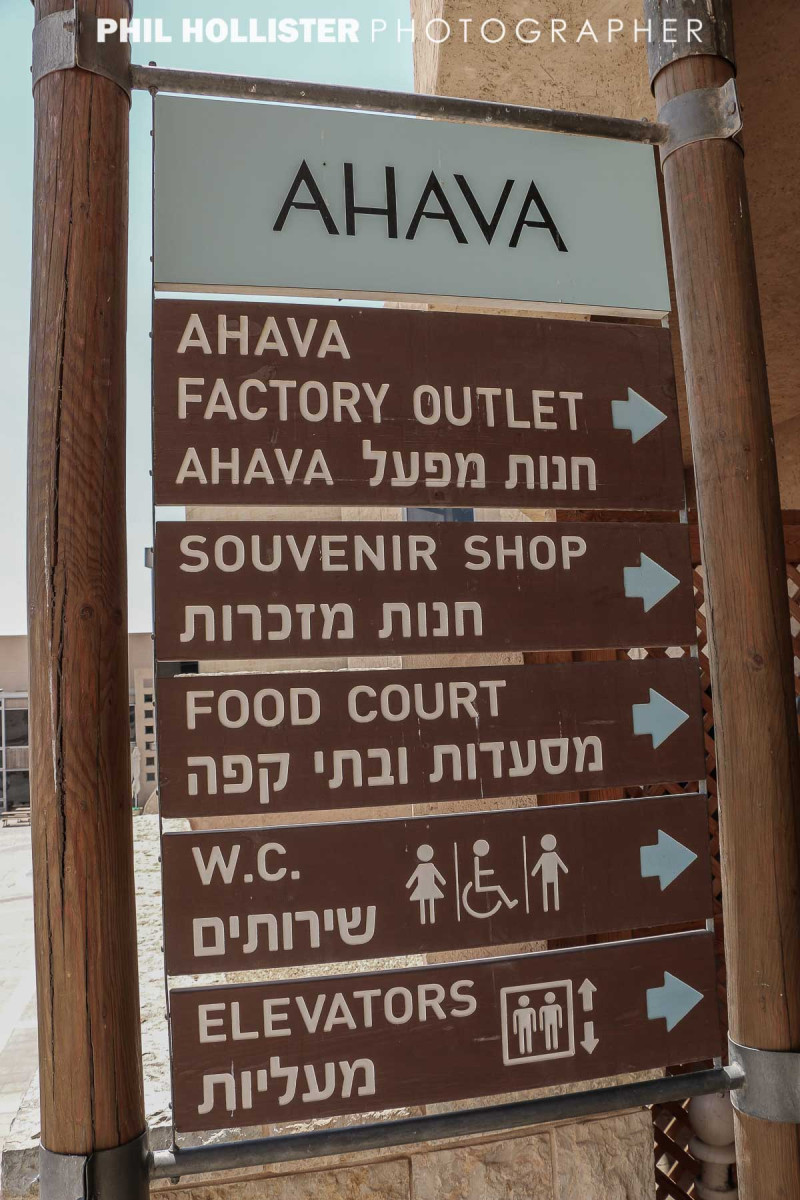 PHIL HOLLISTER PHOTOGRAPHER
AHAVA
AHAVA
FACTORY OUTLET
חנות מפעל AHAVA
SOUVENIR SHOP
חנות מזכרות
FOOD COURT
מסעדות ובתי קפה
W.C.
שירותים
ELEVATORS
מעליות